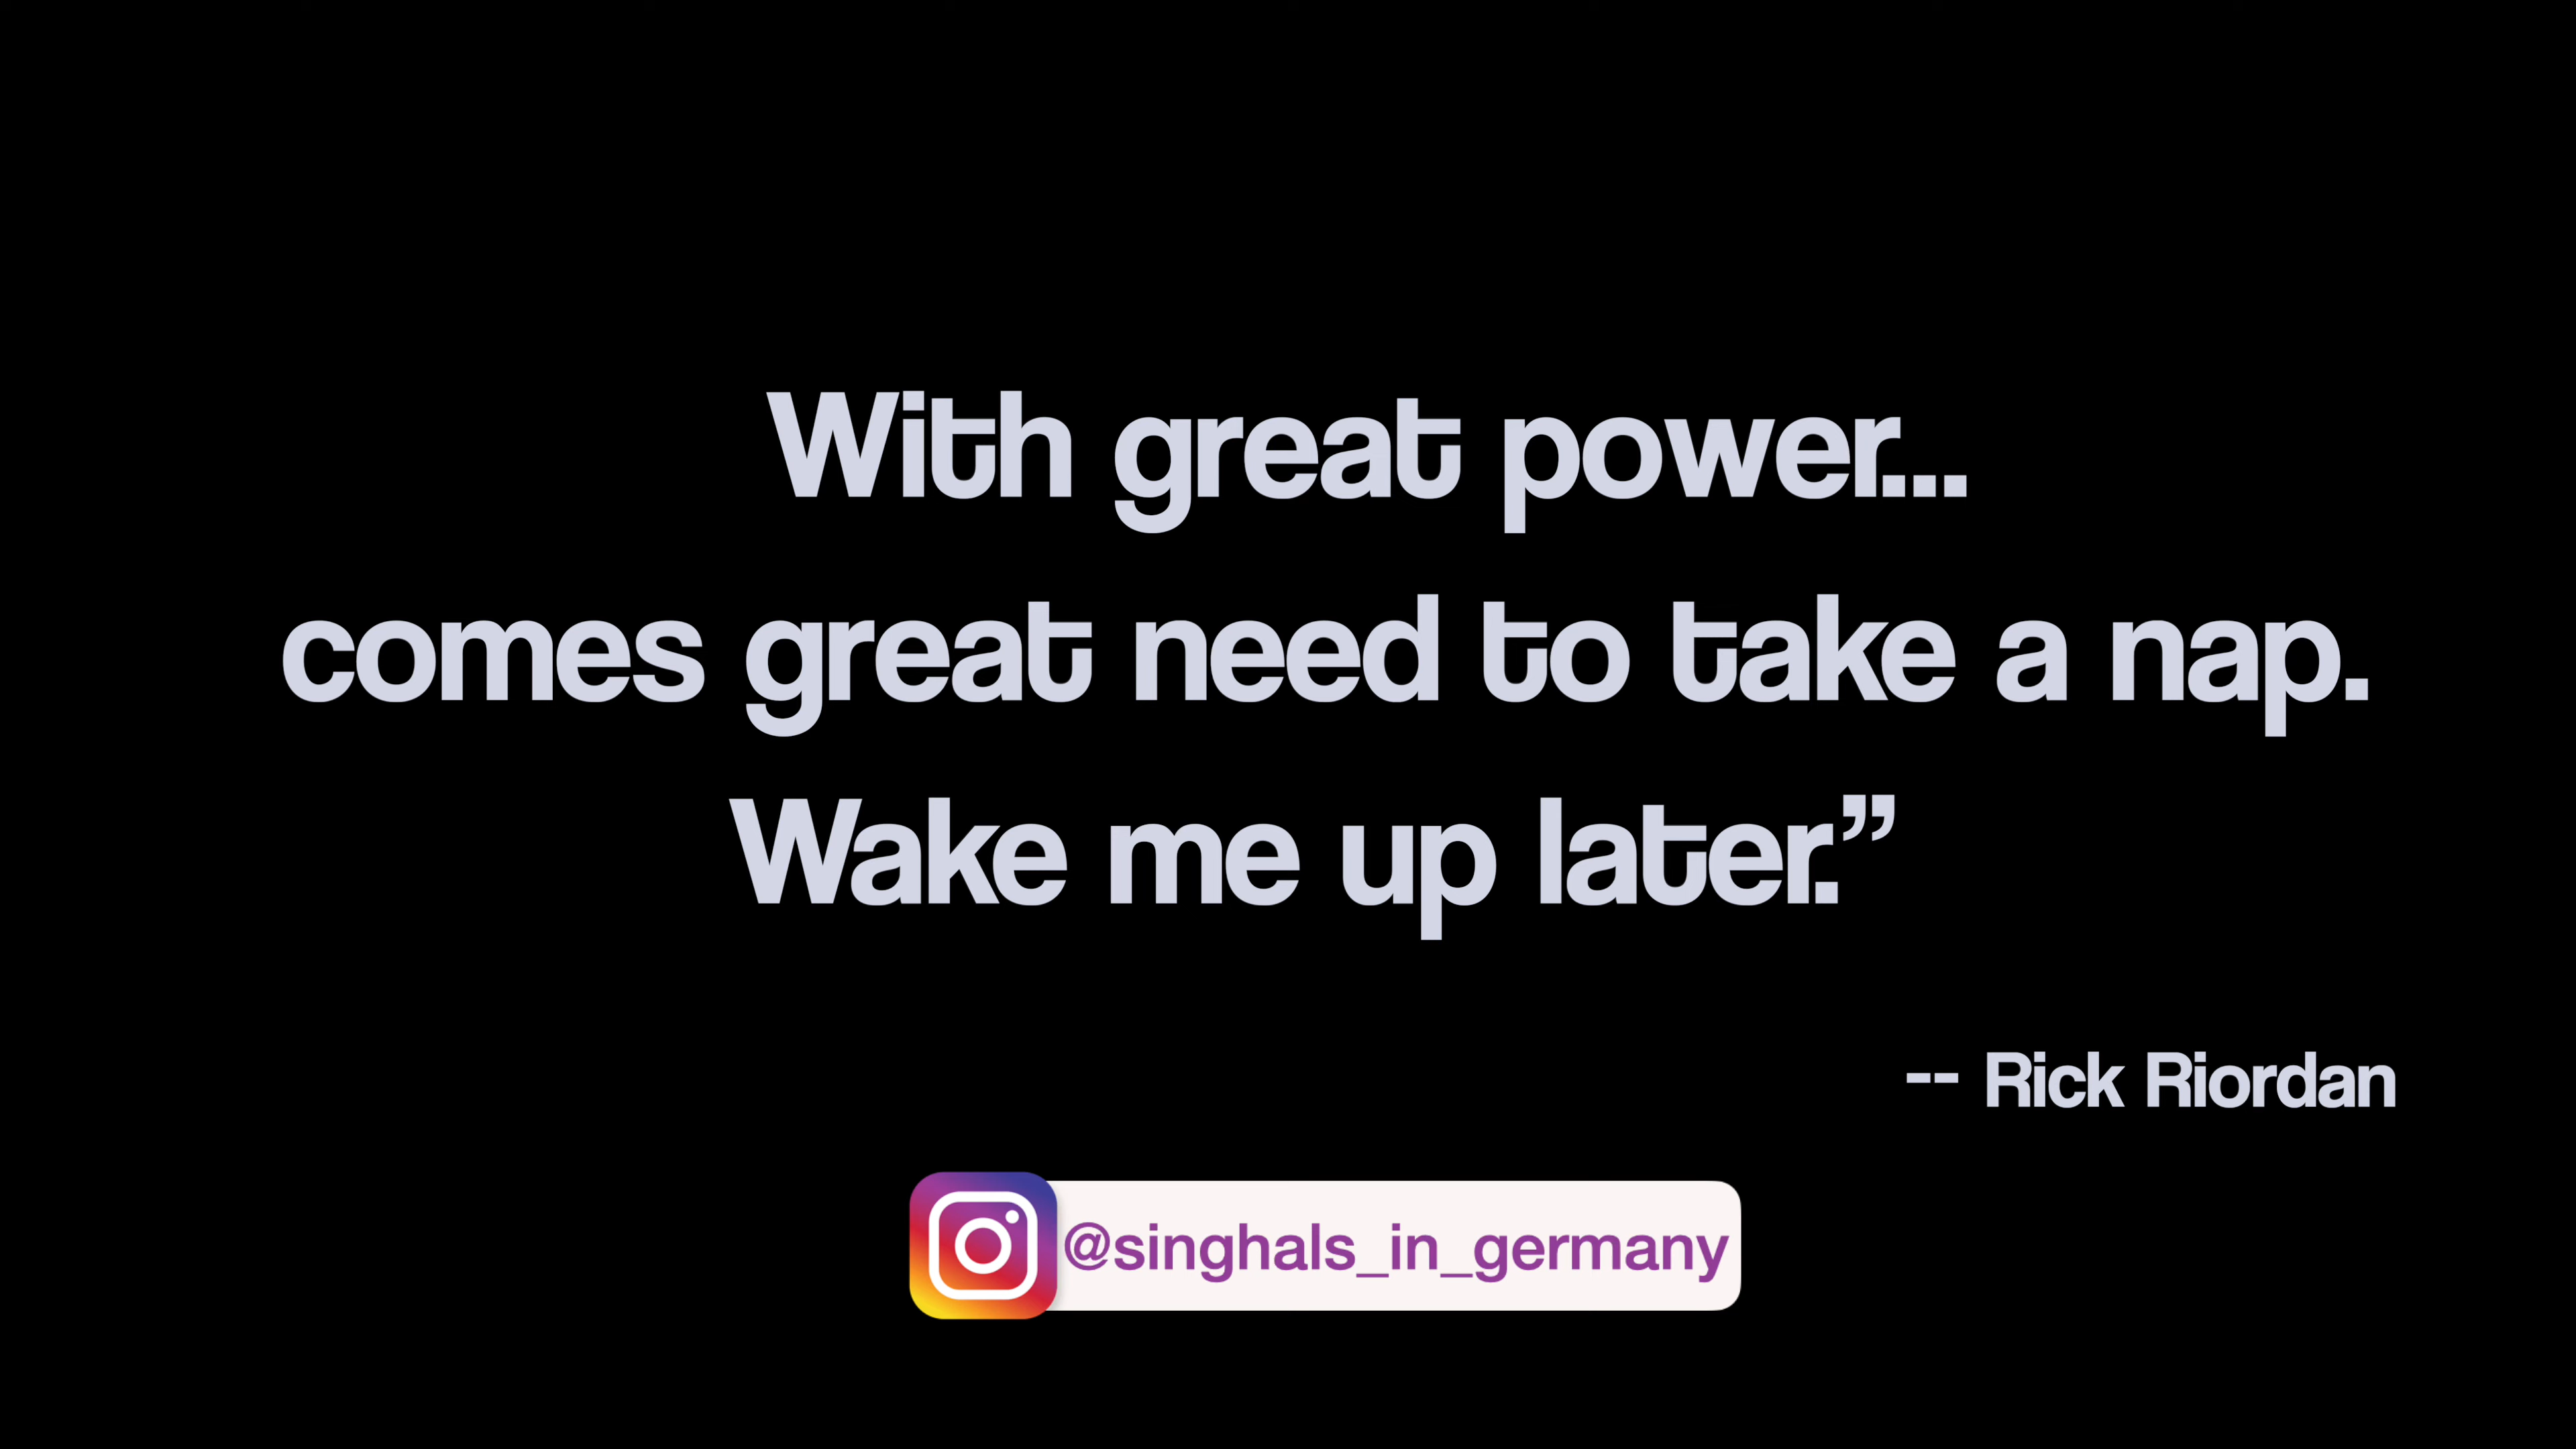 With great power...
comes great need to take a nap.
Wake me up later.”
-- Rick Riordan
@singhals_in_germany